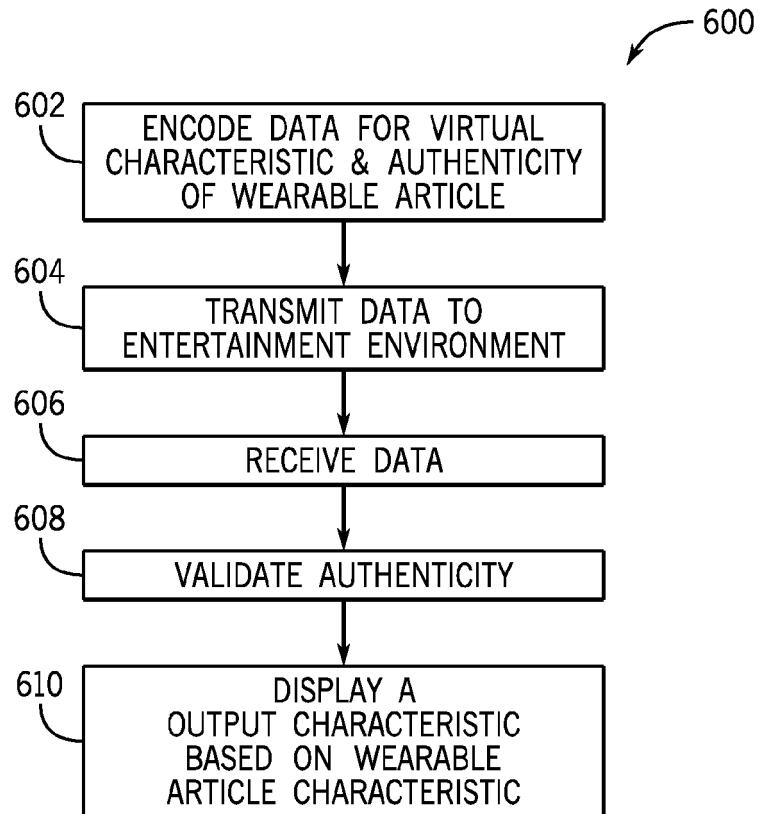 600
602
ENCODE DATA FOR VIRTUAL
CHARACTERISTIC & AUTHENTICITY
OF WEARABLE ARTICLE
604
TRANSMIT DATA TO
ENTERTAINMENT ENVIRONMENT
606
RECEIVE DATA
608
VALIDATE AUTHENTICITY
610
DISPLAY A
OUTPUT CHARACTERISTIC
BASED ON WEARABLE
ARTICLE CHARACTERISTIC